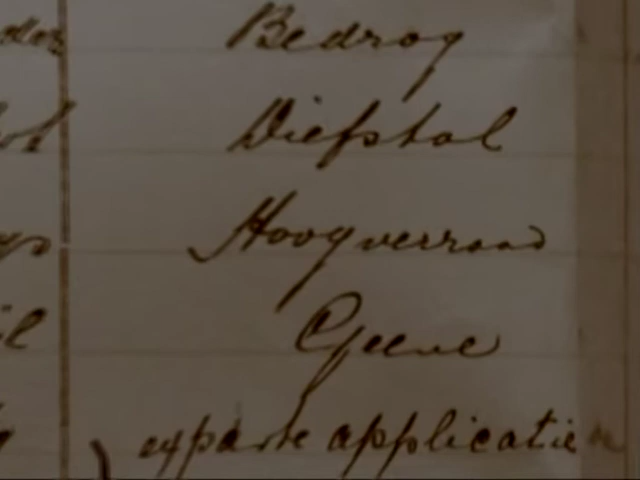 Bedrog
Diefstal
Hoogverraad
Geene
exparte applicatie